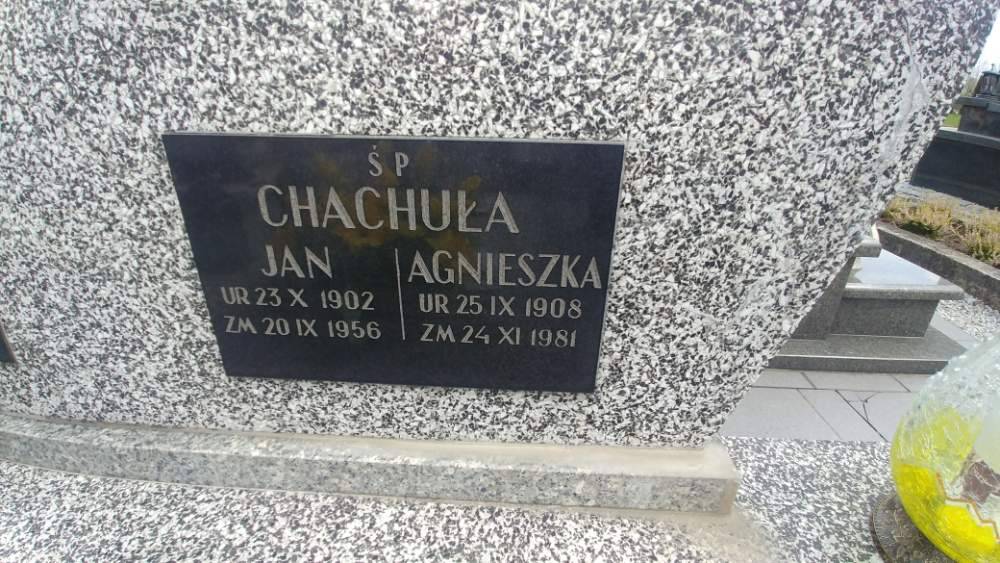 Ś P
CHACHUŁA
JAN
UR 23 X 1902
ZM 20 IX 1956
AGNIESZKA
UR 25 IX 1908
ZM 24 XI 1981